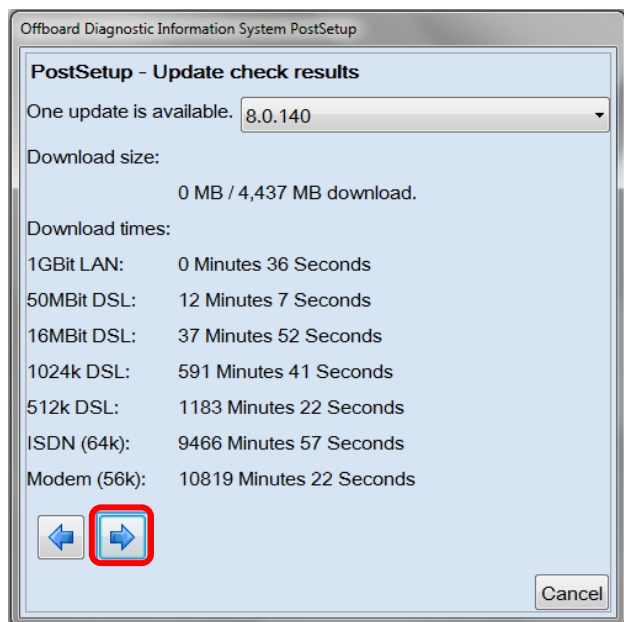 Offboard Diagnostic Information System PostSetup
PostSetup - Update check results
One update is available. 8.0.140
Download size:
0 MB / 4,437 MB download.
Download times:
1GBit LAN: 0 Minutes 36 Seconds
50MBit DSL: 12 Minutes 7 Seconds
16MBit DSL: 37 Minutes 52 Seconds
1024k DSL: 591 Minutes 41 Seconds
512k DSL: 1183 Minutes 22 Seconds
ISDN (64k): 9466 Minutes 57 Seconds
Modem (56k): 10819 Minutes 22 Seconds
Cancel